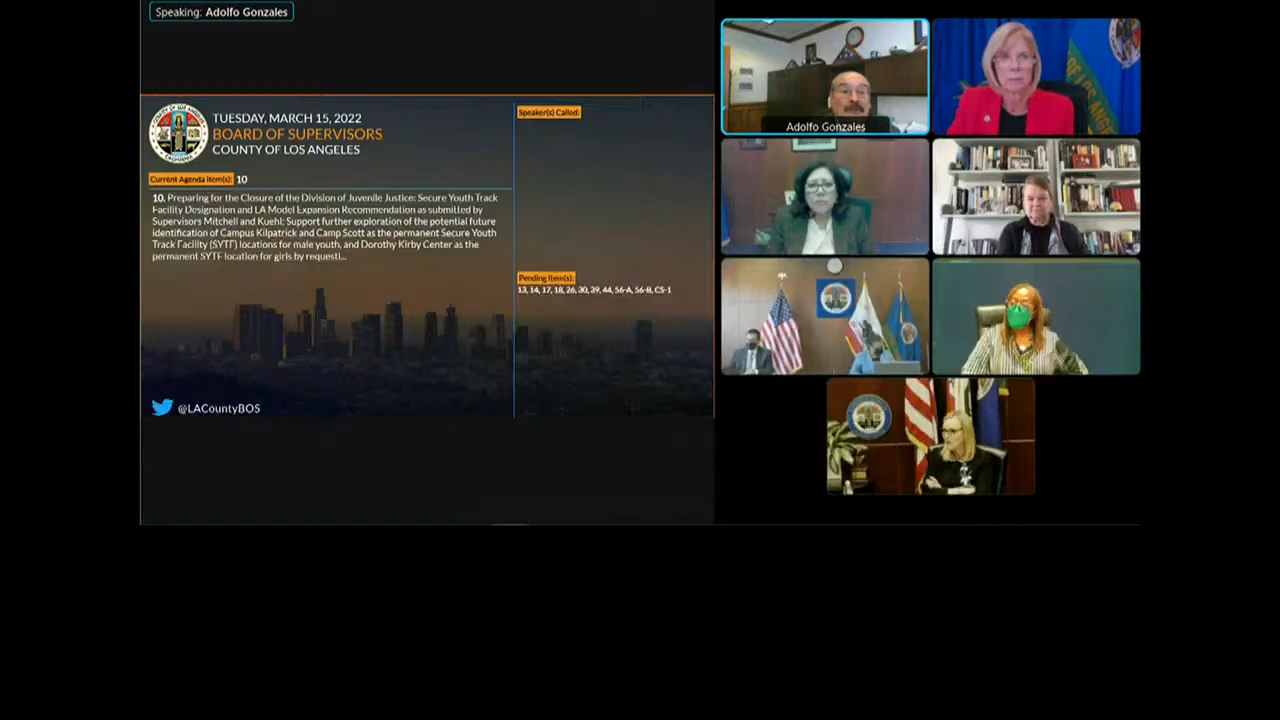 Speaking: Adolfo Gonzales
TUESDAY, MARCH 15, 2022
BOARD OF SUPERVISORS
COUNTY OF LOS ANGELES
Current Agenda Item(s): 10
10. Preparing for the Closure of the Division of Juvenile Justice: Secure Youth Track
Facility Designation and LA Model Expansion Recommendation as submitted by
Supervisors Mitchell and Kuehl: Support further exploration of the potential future
identification of Campus Kilpatrick and Camp Scott as the permanent Secure Youth
Track Facility (SYTF) locations for male youth, and Dorothy Kirby Center as the
permanent SYTF location for girls by requesti...
@LACountyBOS
Speaker(s) Called:
Pending Item(s):
13, 14, 17, 18, 26, 30, 39, 44, 56-A, 56-B, CS-1
Adolfo Gonzales